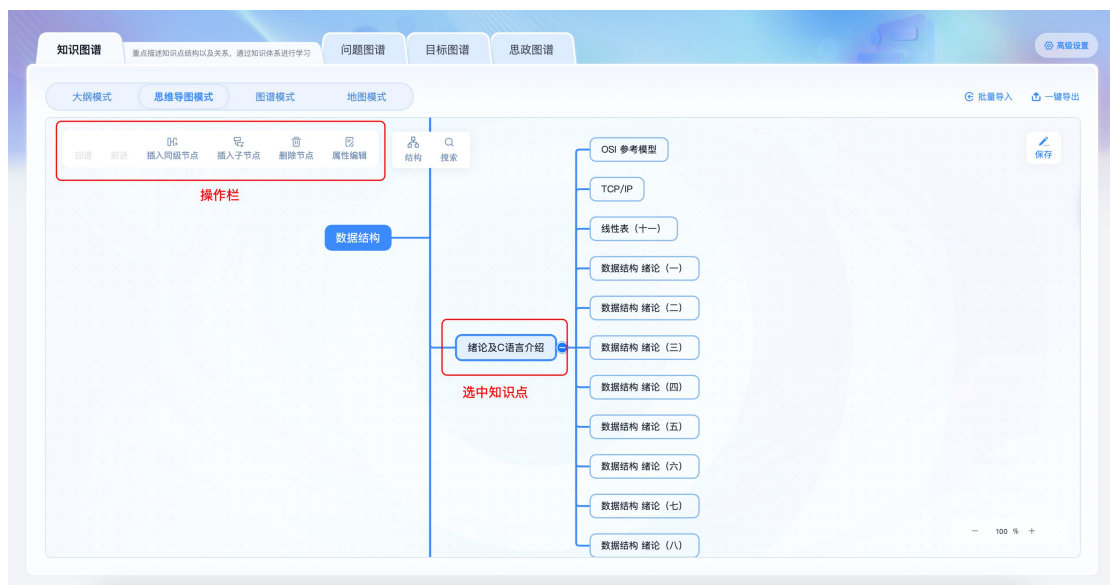 知识图谱
重点描述知识点结构以及关系，通过知识体系进行学习
问题图谱
目标图谱
思政图谱
高级设置
大纲模式
思维导图模式
图谱模式
地图模式
批量导入
一键导出
回退
前进
插入同级节点
插入子节点
删除节点
属性编辑
结构
搜索
保存
操作栏
OSI 参考模型
TCP/IP
线性表（十一）
数据结构
数据结构 绪论（一）
数据结构 绪论（二）
绪论及C语言介绍
数据结构 绪论（三）
选中知识点
数据结构 绪论（四）
数据结构 绪论（五）
数据结构 绪论（六）
数据结构 绪论（七）
数据结构 绪论（八）
− 100 % +